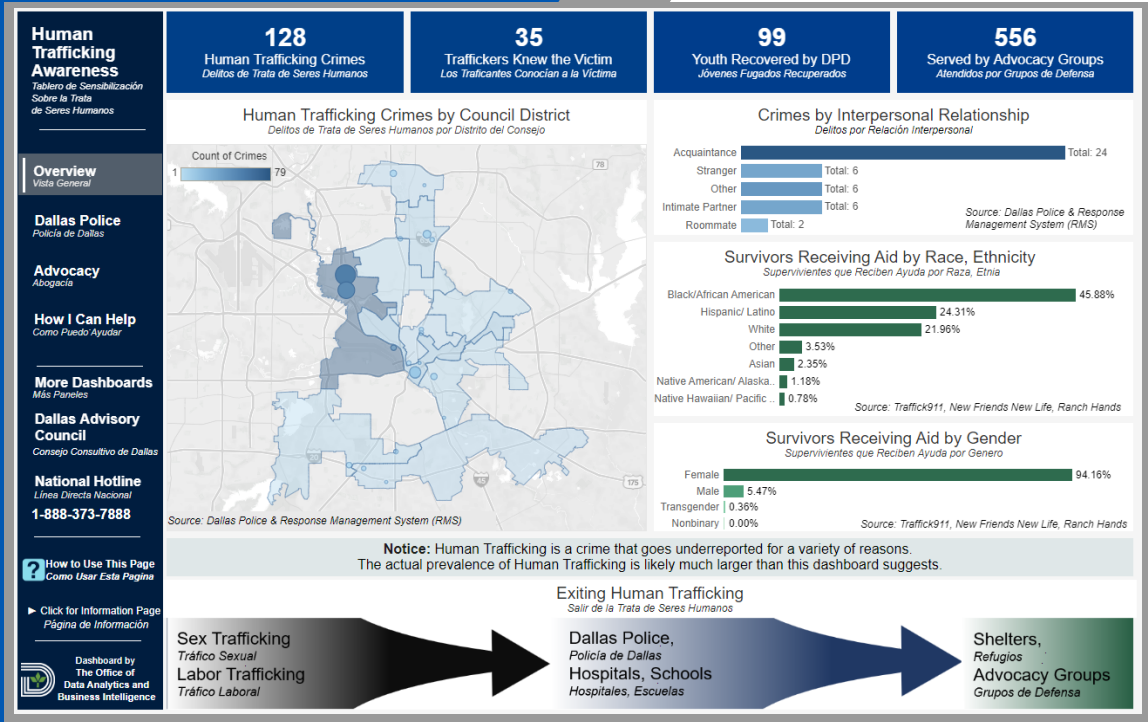 Human
Trafficking
Awareness
Tablero de Sensibilización
Sobre la Trata
de Seres Humanos
Overview
Vista General
Dallas Police
Policía de Dallas
Advocacy
Abogacía
How I Can Help
Como Puedo Ayudar
More Dashboards
Más Paneles
Dallas Advisory
Council
Consejo Consultivo de Dallas
National Hotline
Línea Directa Nacional
1-888-373-7888
? How to Use This Page
Como Usar Esta Pagina
► Click for Information Page
Página de Información
Dashboard by
The Office of
Data Analytics and
Business Intelligence
128
Human Trafficking Crimes
Delitos de Trata de Seres Humanos
35
Traffickers Knew the Victim
Los Traficantes Conocían a la Víctima
99
Youth Recovered by DPD
Jóvenes Fugados Recuperados
556
Served by Advocacy Groups
Atendidos por Grupos de Defensa
Human Trafficking Crimes by Council District
Delitos de Trata de Seres Humanos por Distrito del Consejo
Count of Crimes
1 79
78
20
45
175
Source: Dallas Police & Response Management System (RMS)
Crimes by Interpersonal Relationship
Delitos por Relación Interpersonal
Acquaintance Total: 24
Stranger Total: 6
Other Total: 6
Intimate Partner Total: 6
Roommate Total: 2
Source: Dallas Police & Response
Management System (RMS)
Survivors Receiving Aid by Race, Ethnicity
Supervivientes que Reciben Ayuda por Raza, Etnia
Black/African American 45.88%
Hispanic/ Latino 24.31%
White 21.96%
Other 3.53%
Asian 2.35%
Native American/ Alaska.. 1.18%
Native Hawaiian/ Pacific .. 0.78%
Source: Traffick911, New Friends New Life, Ranch Hands
Survivors Receiving Aid by Gender
Supervivientes que Reciben Ayuda por Genero
Female 94.16%
Male 5.47%
Transgender 0.36%
Nonbinary 0.00%
Source: Traffick911, New Friends New Life, Ranch Hands
Notice: Human Trafficking is a crime that goes underreported for a variety of reasons.
The actual prevalence of Human Trafficking is likely much larger than this dashboard suggests.
Exiting Human Trafficking
Salir de la Trata de Seres Humanos
Sex Trafficking
Tráfico Sexual
Labor Trafficking
Tráfico Laboral
Dallas Police,
Policía de Dallas
Hospitals, Schools
Hospitales, Escuelas
Shelters,
Refugios
Advocacy Groups
Grupos de Defensa